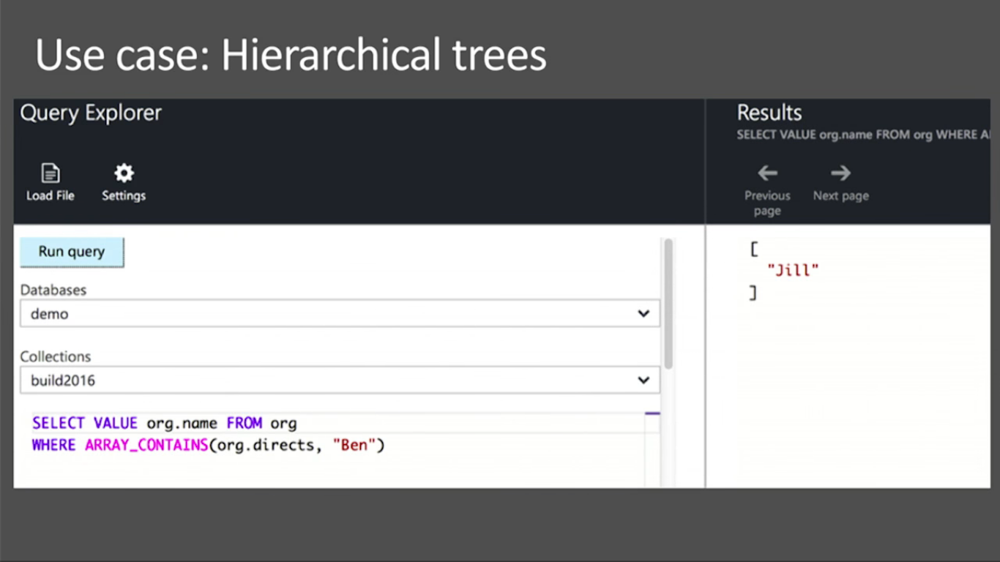 Use case: Hierarchical trees
Query Explorer
Load File
Settings
Run query
Databases
demo
Collections
build2016
SELECT VALUE org.name FROM org
WHERE ARRAY_CONTAINS(org.directs, "Ben")
Results
SELECT VALUE org.name FROM org WHERE A
Previous
page
Next page
[
"Jill"
]